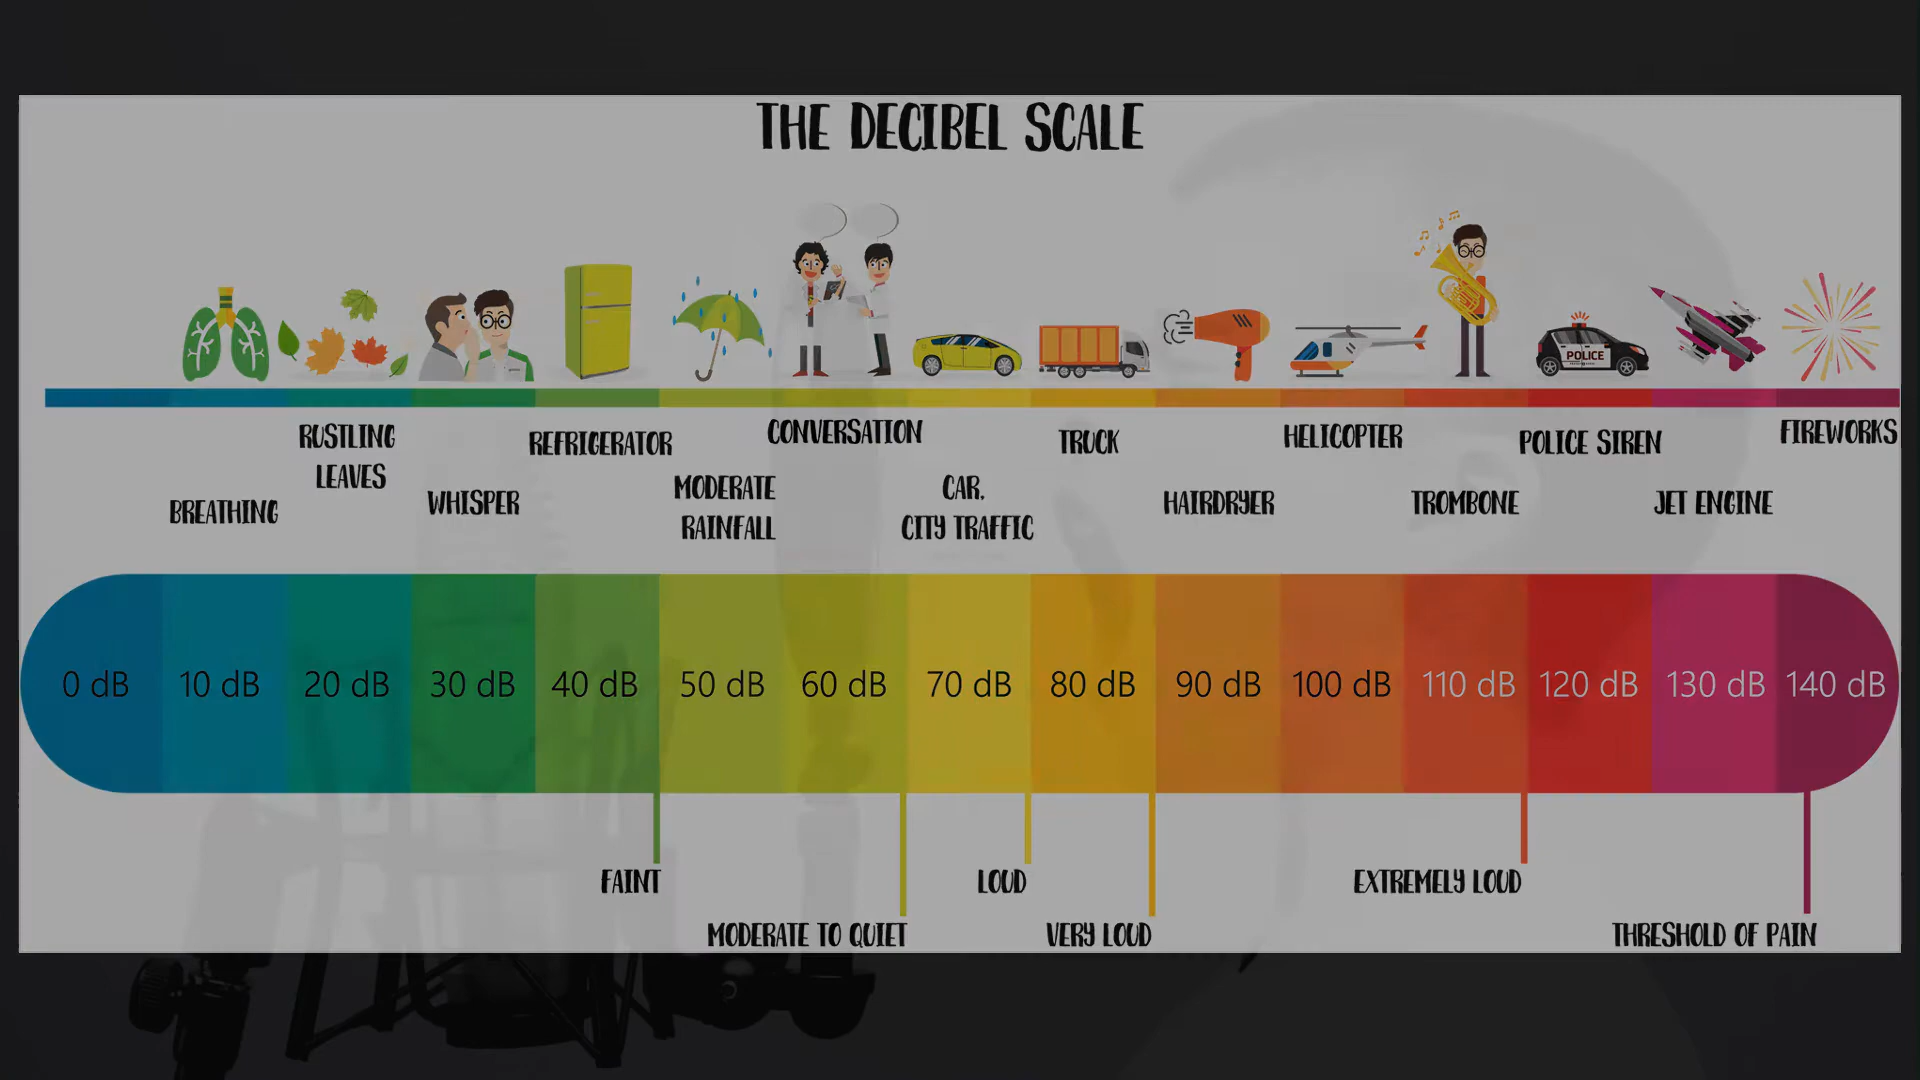 THE DECIBEL SCALE
POLICE
RUSTLING
LEAVES
REFRIGERATOR
CONVERSATION
TRUCK
HELICOPTER
POLICE SIREN
FIREWORKS
BREATHING
WHISPER
MODERATE
RAINFALL
CAR,
CITY TRAFFIC
HAIRDRYER
TROMBONE
JET ENGINE
0 dB 10 dB 20 dB 30 dB 40 dB 50 dB 60 dB 70 dB 80 dB 90 dB 100 dB 110 dB 120 dB 130 dB 140 dB
FAINT
LOUD
EXTREMELY LOUD
MODERATE TO QUIET
VERY LOUD
THRESHOLD OF PAIN